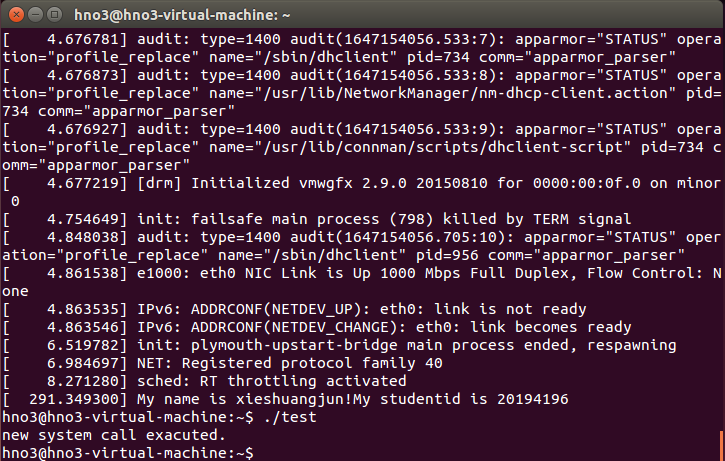 hno3@hno3-virtual-machine: ~
[    4.676781] audit: type=1400 audit(1647154056.533:7): apparmor="STATUS" opera
tion="profile_replace" name="/sbin/dhclient" pid=734 comm="apparmor_parser"
[    4.676873] audit: type=1400 audit(1647154056.533:8): apparmor="STATUS" opera
tion="profile_replace" name="/usr/lib/NetworkManager/nm-dhcp-client.action" pid=
734 comm="apparmor_parser"
[    4.676927] audit: type=1400 audit(1647154056.533:9): apparmor="STATUS" opera
tion="profile_replace" name="/usr/lib/connman/scripts/dhclient-script" pid=734 c
omm="apparmor_parser"
[    4.677219] [drm] Initialized vmwgfx 2.9.0 20150810 for 0000:00:0f.0 on minor
 0
[    4.754649] init: failsafe main process (798) killed by TERM signal
[    4.848038] audit: type=1400 audit(1647154056.705:10): apparmor="STATUS" oper
ation="profile_replace" name="/sbin/dhclient" pid=956 comm="apparmor_parser"
[    4.861538] e1000: eth0 NIC Link is Up 1000 Mbps Full Duplex, Flow Control: N
one
[    4.863535] IPv6: ADDRCONF(NETDEV_UP): eth0: link is not ready
[    4.863546] IPv6: ADDRCONF(NETDEV_CHANGE): eth0: link becomes ready
[    6.519782] init: plymouth-upstart-bridge main process ended, respawning
[    6.984697] NET: Registered protocol family 40
[    8.271280] sched: RT throttling activated
[  291.349300] My name is xieshuangjun!My studentid is 20194196
hno3@hno3-virtual-machine:~$ ./test
new system call exacuted.
hno3@hno3-virtual-machine:~$